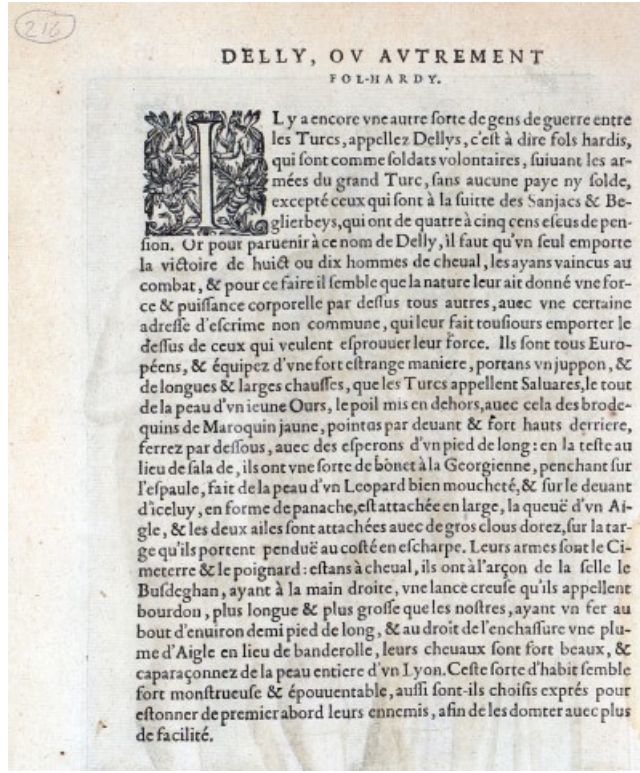 216
DELLY, OV AVTREMENT
FOL-HARDY.
IL y a encore vne autre ſorte de gens de guerre entre
les Turcs, appellez Dellys, c'eſt à dire fols hardis,
qui ſont comme ſoldats volontaires, ſuiuant les ar-
mées du grand Turc, ſans aucune paye ny ſolde,
excepté ceux qui ſont à la ſuitte des Sanjacs & Be-
glierbeys, qui ont de quatre à cinq cens eſcus de pen-
ſion. Or pour paruenir à ce nom de Delly, il faut qu'vn ſeul emporte
la victoire de huict ou dix hommes de cheual, les ayans vaincus au
combat, & pour ce faire il ſemble que la nature leur ait donné vne for-
ce & puiſſance corporelle par deſſus tous autres, auec vne certaine
adreſſe d'eſcrime non commune, qui leur fait touſiours emporter le
deſſus de ceux qui veulent eſprouuer leur force. Ils ſont tous Euro-
péens, & équipez d'vne fort eſtrange maniere, portans vn juppon, &
de longues & larges chauſſes, que les Turcs appellent Saluares, le tout
de la peau d'vn ieune Ours, le poil mis en dehors, auec cela des brode-
quins de Maroquin jaune, pointus par deuant & fort hauts derriere,
ferrez par deſſous, auec des eſperons d'vn pied de long: en la teſte au
lieu de ſalade, ils ont vne ſorte de bonet à la Georgienne, penchant ſur
l'eſpaule, fait de la peau d'vn Leopard bien moucheté, & ſur le deuant
d'iceluy, en forme de panache, eſt attachée en large, la queuë d'vn Ai-
gle, & les deux ailes ſont attachées auec de gros clous dorez, ſur la tar-
ge qu'ils portent penduë au coſté en eſcharpe. Leurs armes ſont le Ci-
meterre & le poignard: eſtans à cheual, ils ont à l'arçon de la ſelle le
Buſdeghan, ayant à la main droite, vne lance creuſe qu'ils appellent
bourdon, plus longue & plus groſſe que les noſtres, ayant vn fer au
bout d'enuiron demi pied de long, & au droit de l'enchaſſure vne plu-
me d'Aigle en lieu de banderolle, leurs cheuaux ſont fort beaux, &
caparaçonnez de la peau entiere d'vn Lyon. Ceſte ſorte d'habit ſemble
fort monſtrueuſe & épouuentable, auſſi ſont-ils choiſis exprés pour
eſtonner de premier abord leurs ennemis, afin de les domter auec plus
de facilité.